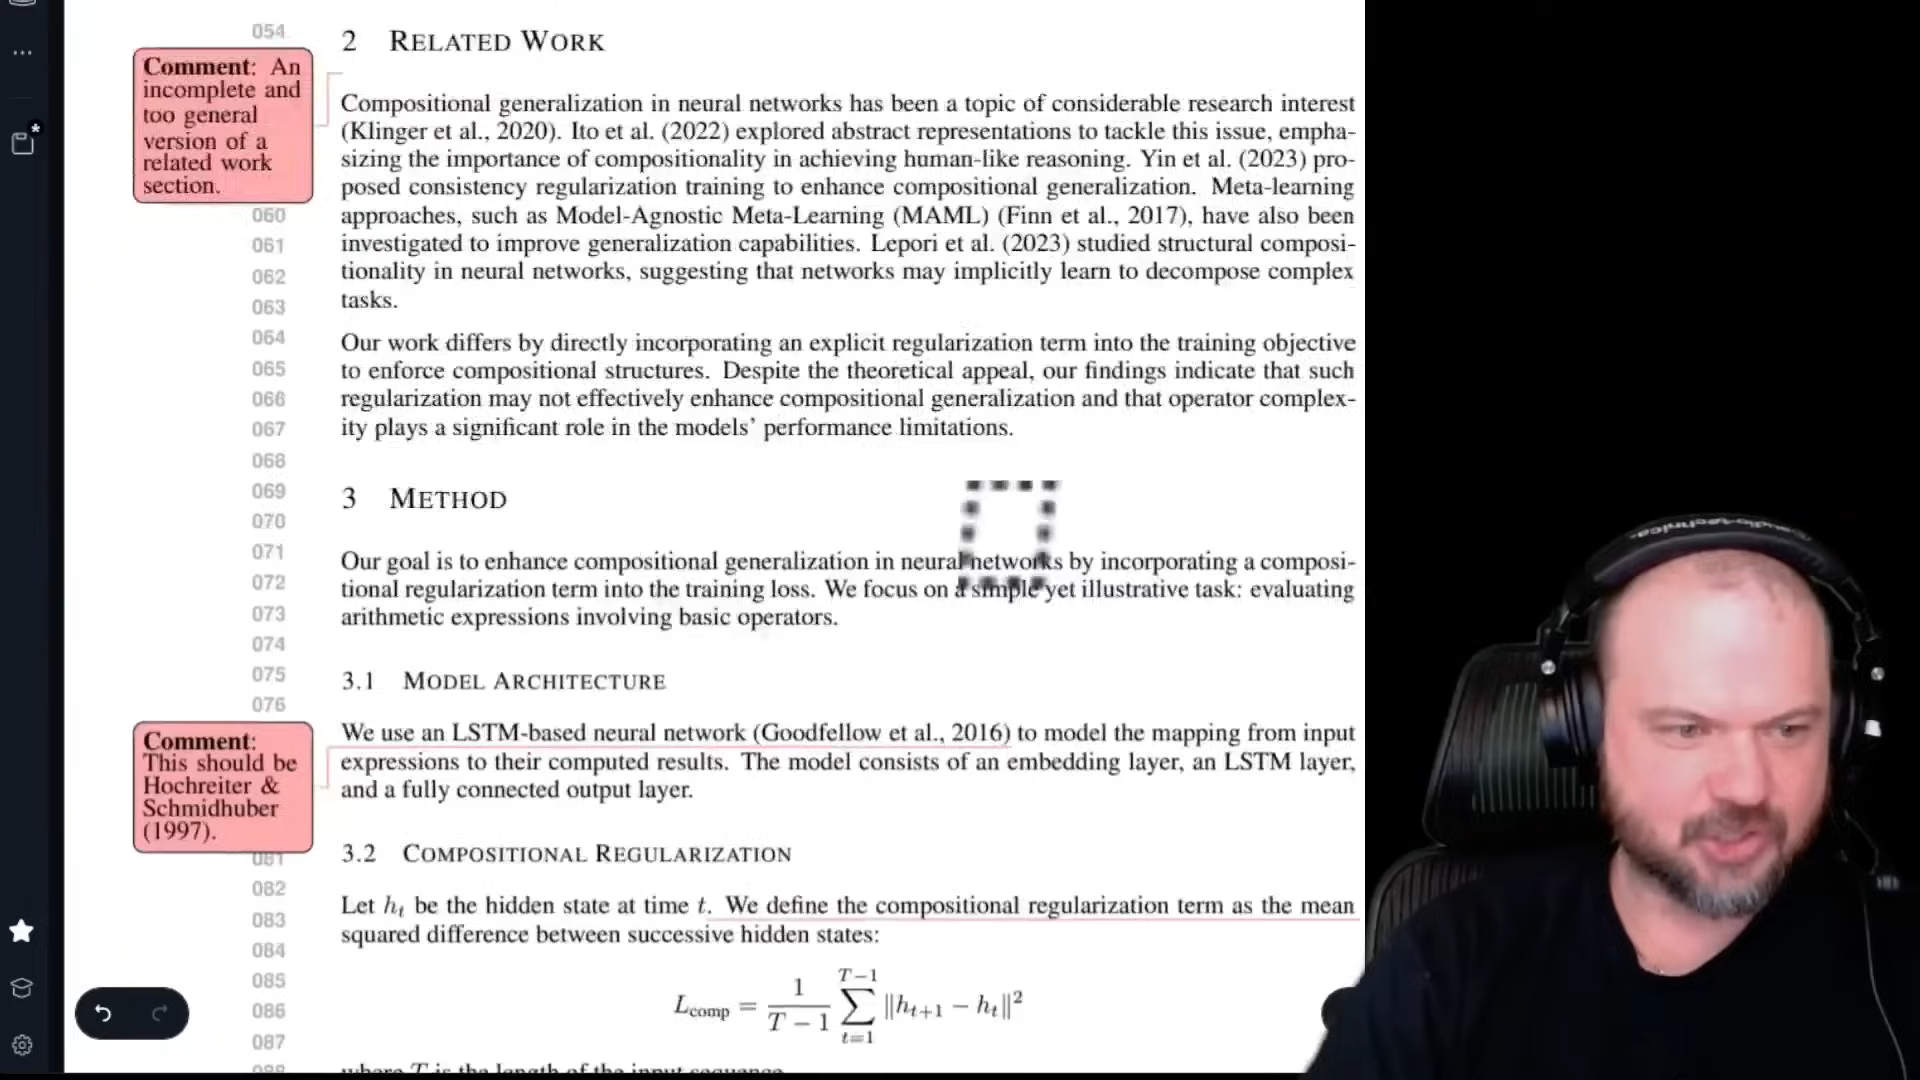 054
2 RELATED WORK
Comment: An
incomplete and
too general
version of a
related work
section.
Compositional generalization in neural networks has been a topic of considerable research interest
(Klinger et al., 2020). Ito et al. (2022) explored abstract representations to tackle this issue, empha-
sizing the importance of compositionality in achieving human-like reasoning. Yin et al. (2023) pro-
posed consistency regularization training to enhance compositional generalization. Meta-learning
060 approaches, such as Model-Agnostic Meta-Learning (MAML) (Finn et al., 2017), have also been
061 investigated to improve generalization capabilities. Lepori et al. (2023) studied structural composi-
062 tionality in neural networks, suggesting that networks may implicitly learn to decompose complex
063 tasks.
064 Our work differs by directly incorporating an explicit regularization term into the training objective
065 to enforce compositional structures. Despite the theoretical appeal, our findings indicate that such
066 regularization may not effectively enhance compositional generalization and that operator complex-
067 ity plays a significant role in the models' performance limitations.
068
069 3 METHOD
070
071 Our goal is to enhance compositional generalization in neural networks by incorporating a composi-
072 tional regularization term into the training loss. We focus on a simple yet illustrative task: evaluating
073 arithmetic expressions involving basic operators.
074
075 3.1 MODEL ARCHITECTURE
076
Comment:
This should be
Hochreiter &
Schmidhuber
(1997).
We use an LSTM-based neural network (Goodfellow et al., 2016) to model the mapping from input
expressions to their computed results. The model consists of an embedding layer, an LSTM layer,
and a fully connected output layer.
081 3.2 COMPOSITIONAL REGULARIZATION
082
083 Let h_t be the hidden state at time t. We define the compositional regularization term as the mean
084 squared difference between successive hidden states:
085
086 L_comp = \frac{1}{T-1} \sum_{t=1}^{T-1} \|h_{t+1} - h_t\|^2
087
088 where T is the length of the input sequence
audio-technica